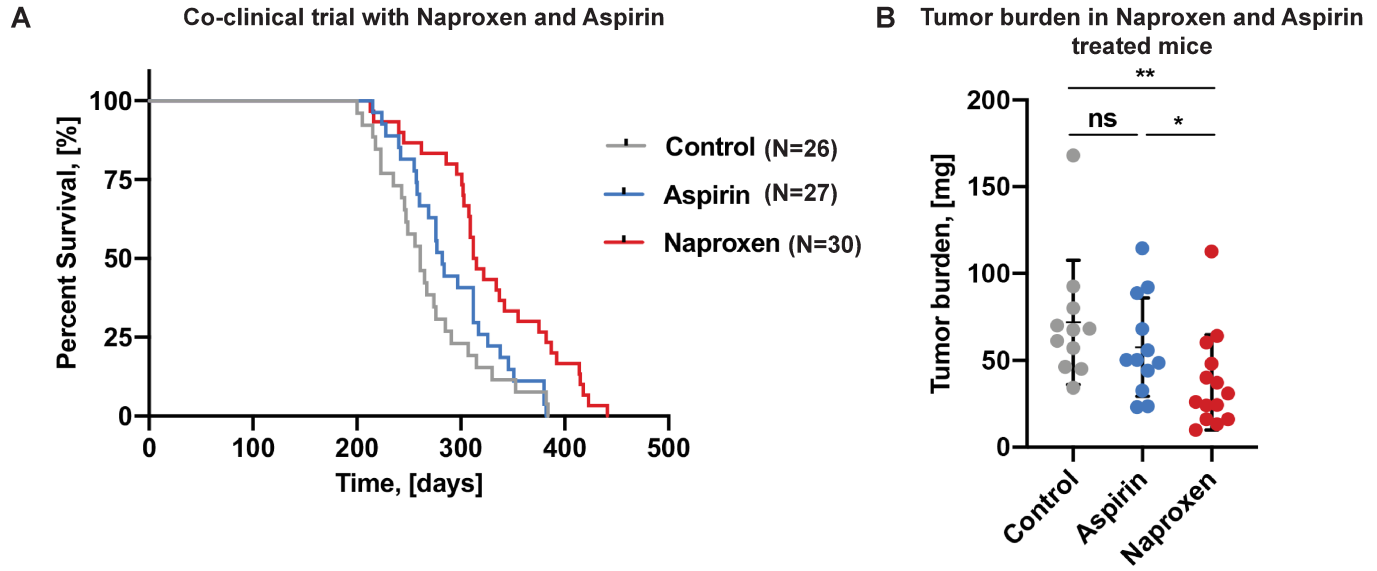 A
Co-clinical trial with Naproxen and Aspirin
100
75
50
25
0
Percent Survival, [%]
0
100
200
300
400
500
Time, [days]
Control (N=26)
Aspirin (N=27)
Naproxen (N=30)
B
Tumor burden in Naproxen and Aspirin
treated mice
**
ns
*
200
150
100
50
0
Tumor burden, [mg]
Control
Aspirin
Naproxen